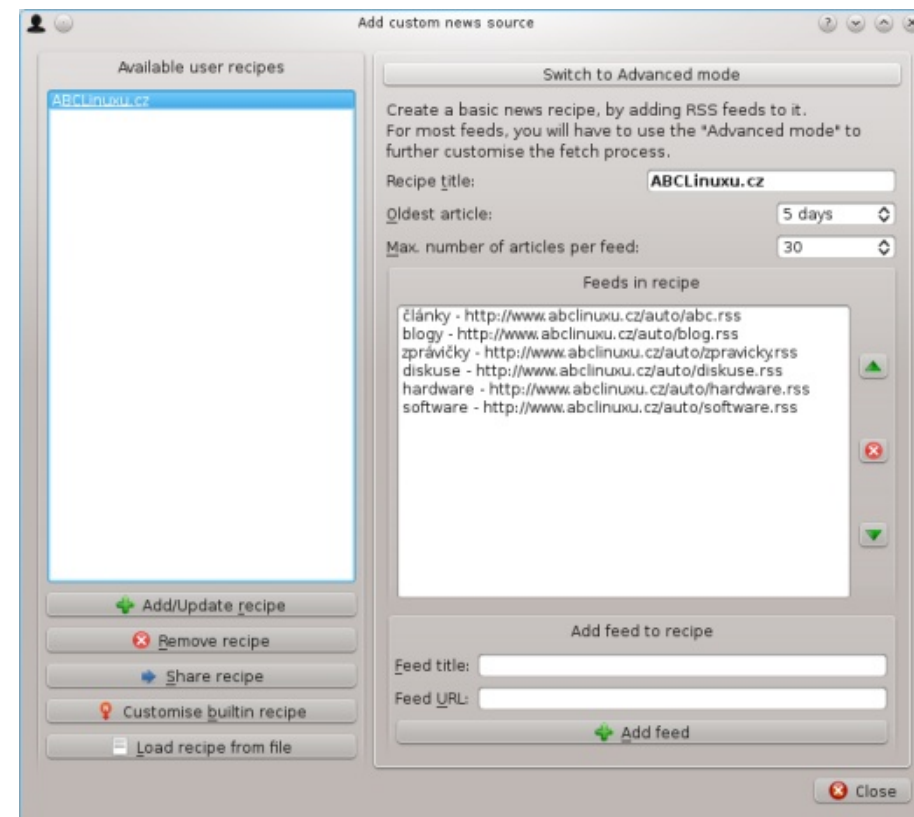 Add custom news source
Available user recipes
ABCLinuxu.cz
Add/Update recipe
Remove recipe
Share recipe
Customise builtin recipe
Load recipe from file
Switch to Advanced mode
Create a basic news recipe, by adding RSS feeds to it.
For most feeds, you will have to use the "Advanced mode" to
further customise the fetch process.
Recipe title: ABCLinuxu.cz
Oldest article: 5 days
Max. number of articles per feed: 30
Feeds in recipe
články - http://www.abclinuxu.cz/auto/abc.rss
blogy - http://www.abclinuxu.cz/auto/blog.rss
zprávičky - http://www.abclinuxu.cz/auto/zpravicky.rss
diskuse - http://www.abclinuxu.cz/auto/diskuse.rss
hardware - http://www.abclinuxu.cz/auto/hardware.rss
software - http://www.abclinuxu.cz/auto/software.rss
Add feed to recipe
Feed title:
Feed URL:
Add feed
Close